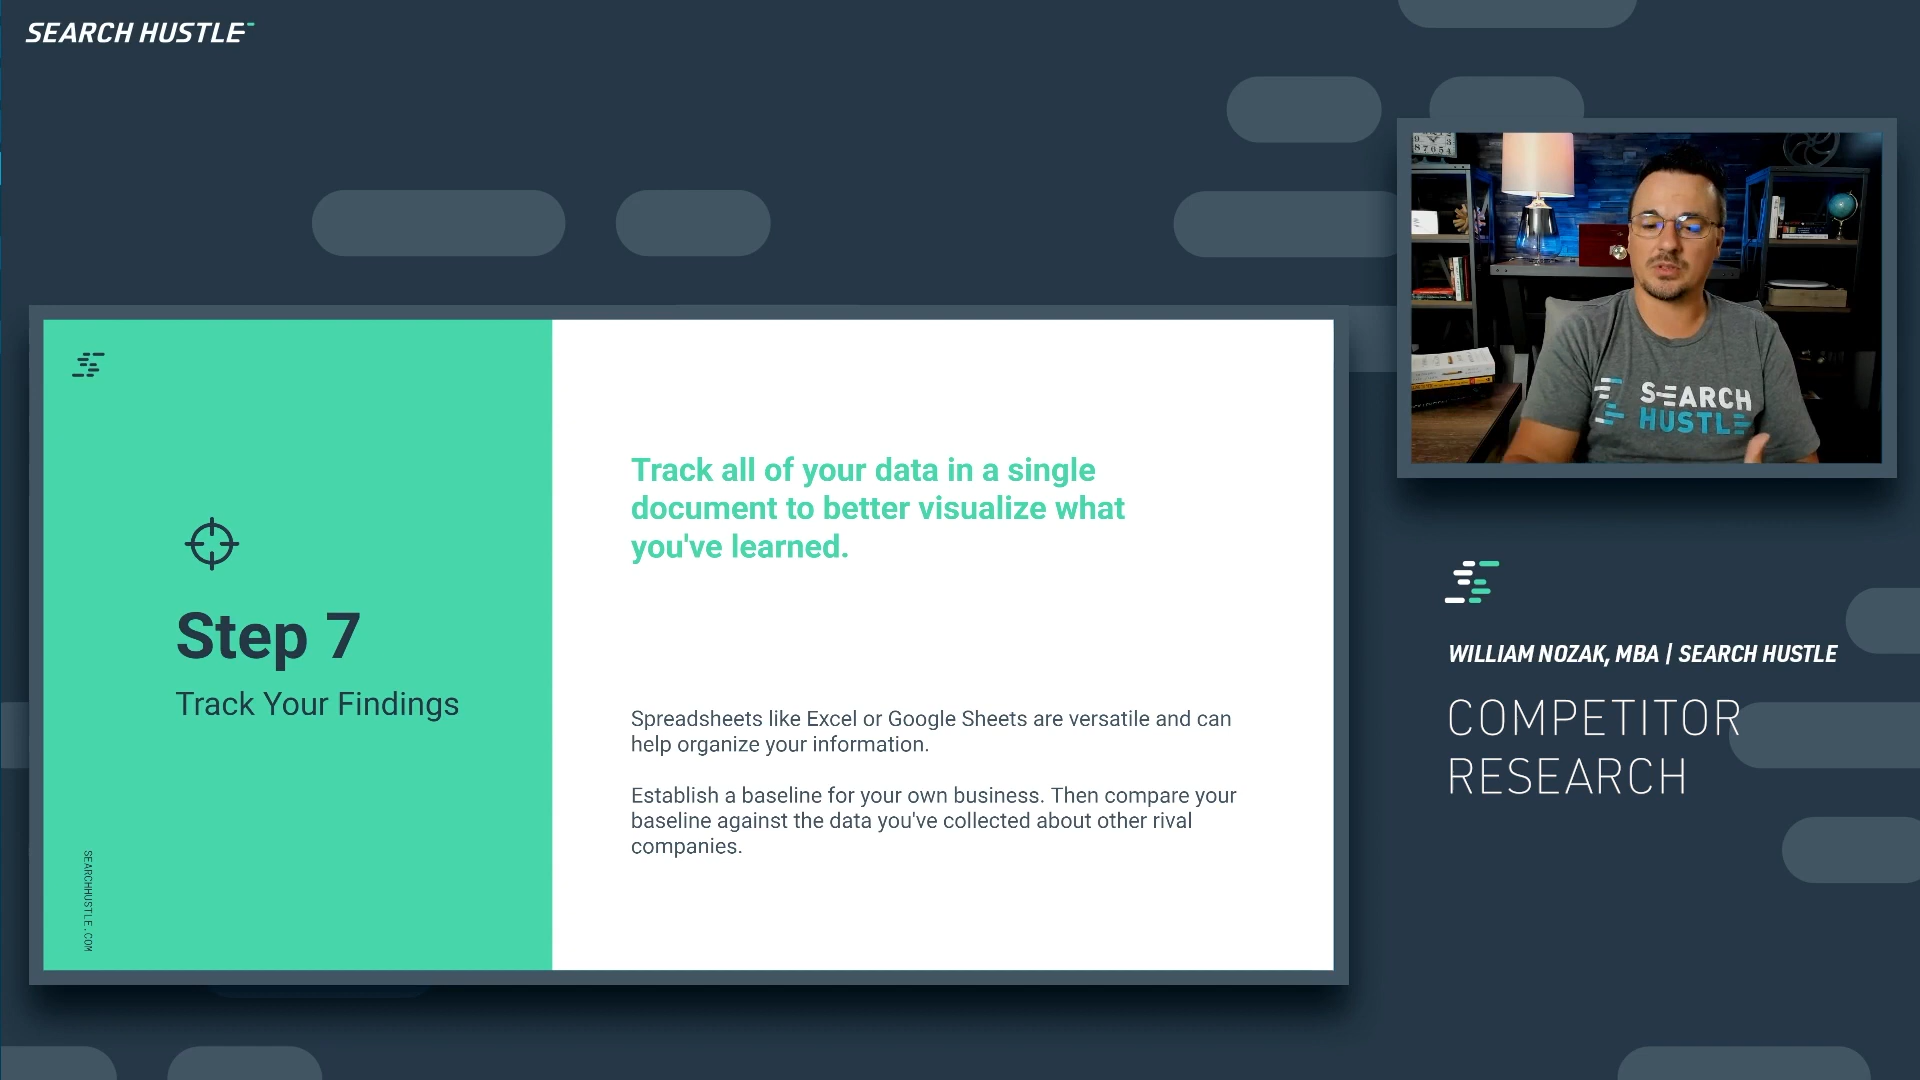 SEARCH HUSTLE
Step 7
Track Your Findings
SEARCHHUSTLE.COM
Track all of your data in a single
document to better visualize what
you've learned.
Spreadsheets like Excel or Google Sheets are versatile and can
help organize your information.
Establish a baseline for your own business. Then compare your
baseline against the data you've collected about other rival
companies.
SEARCH
HUSTLE
WILLIAM NOZAK, MBA | SEARCH HUSTLE
COMPETITOR
RESEARCH